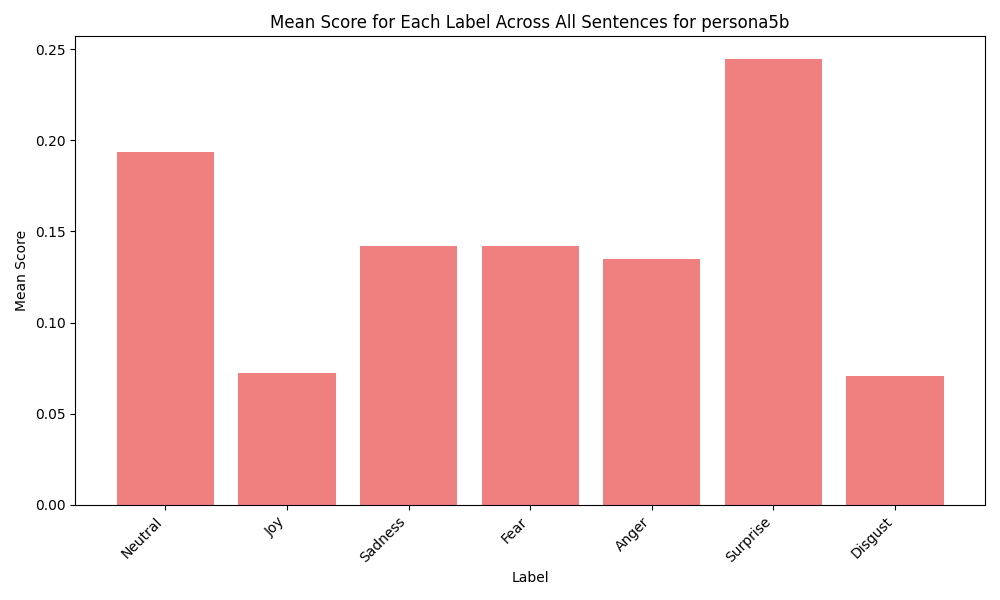 Mean Score for Each Label Across All Sentences for persona5b
0.25
0.20
0.15
0.10
0.05
0.00
Mean Score
Neutral
Joy
Sadness
Fear
Anger
Surprise
Disgust
Label